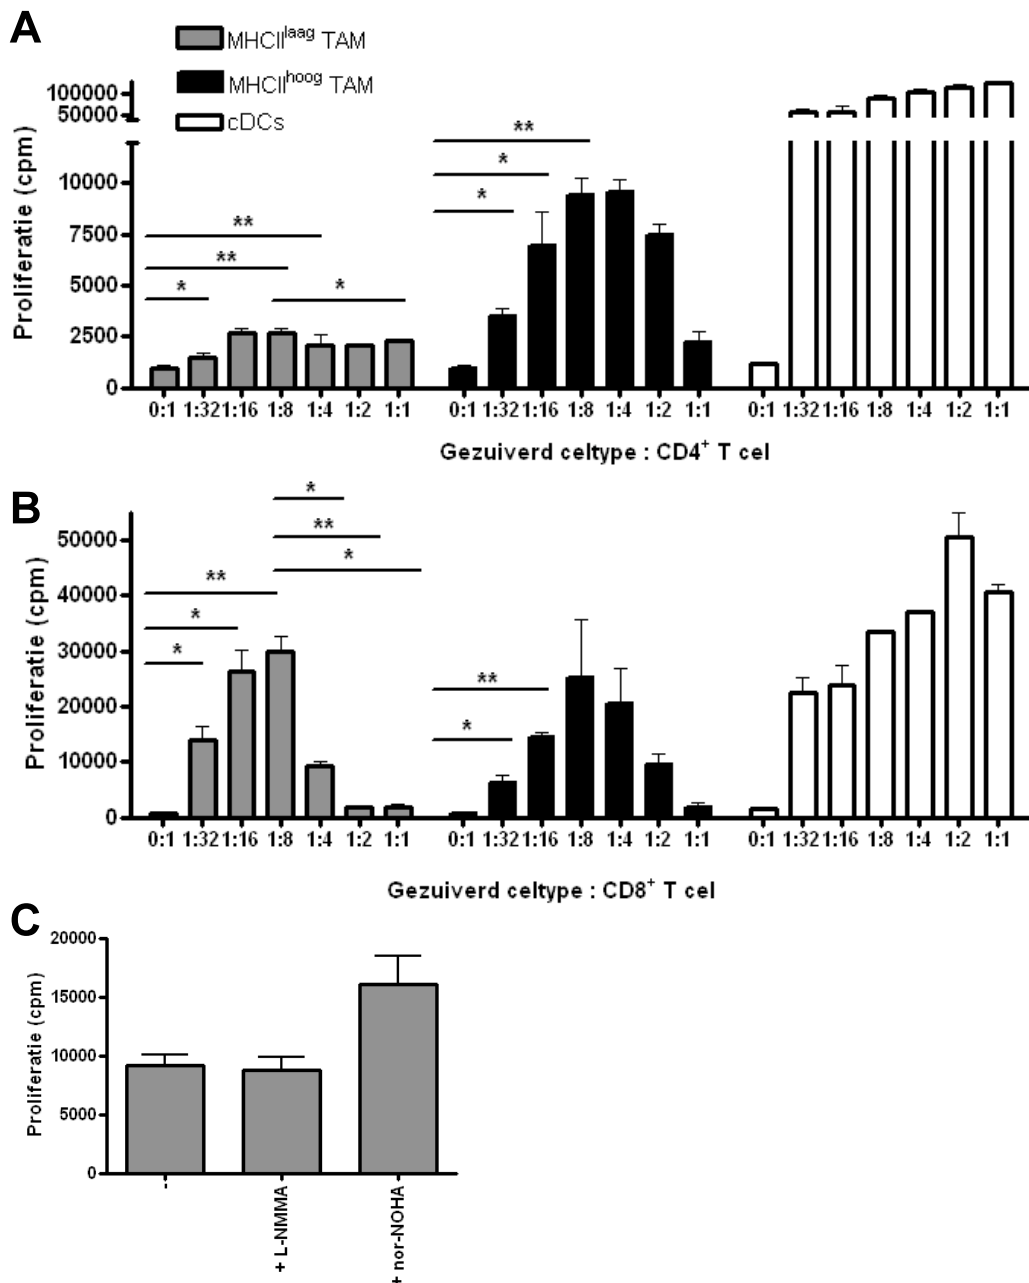 A
MHCII^laag TAM
MHCII^hoog TAM
cDCs
Proliferatie (cpm)
100000
50000
10000
7500
5000
2500
0
* ** ** *
* * **
0:1 1:32 1:16 1:8 1:4 1:2 1:1 0:1 1:32 1:16 1:8 1:4 1:2 1:1 0:1 1:32 1:16 1:8 1:4 1:2 1:1
Gezuiverd celtype : CD4⁺ T cel
B
Proliferatie (cpm)
50000
40000
30000
20000
10000
0
* * ** * ** *
* **
0:1 1:32 1:16 1:8 1:4 1:2 1:1 0:1 1:32 1:16 1:8 1:4 1:2 1:1 0:1 1:32 1:16 1:8 1:4 1:2 1:1
Gezuiverd celtype : CD8⁺ T cel
C
Proliferatie (cpm)
20000
15000
10000
5000
0
-
+ L-NMMA
+ nor-NOHA